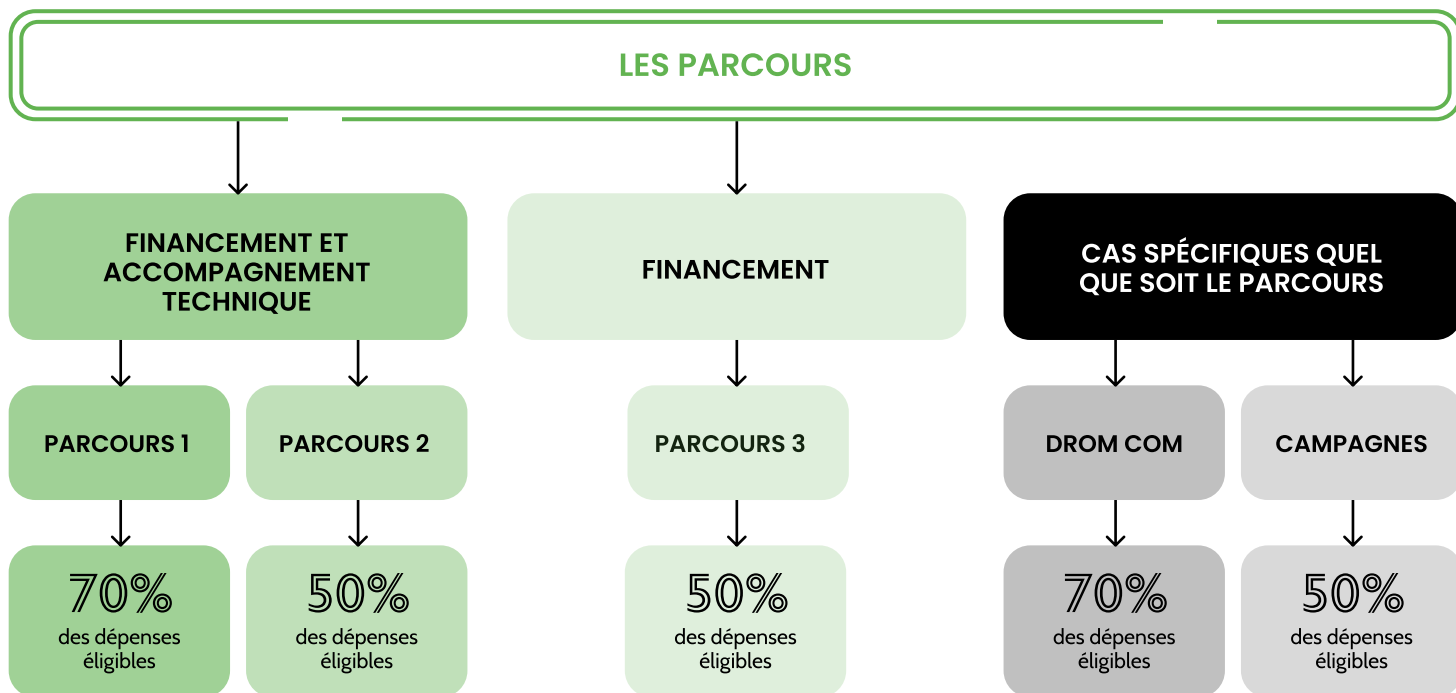 LES PARCOURS
FINANCEMENT ET
ACCOMPAGNEMENT
TECHNIQUE
FINANCEMENT
CAS SPÉCIFIQUES QUEL
QUE SOIT LE PARCOURS
PARCOURS 1
PARCOURS 2
PARCOURS 3
DROM COM
CAMPAGNES
70%
des dépenses
éligibles
50%
des dépenses
éligibles
50%
des dépenses
éligibles
70%
des dépenses
éligibles
50%
des dépenses
éligibles